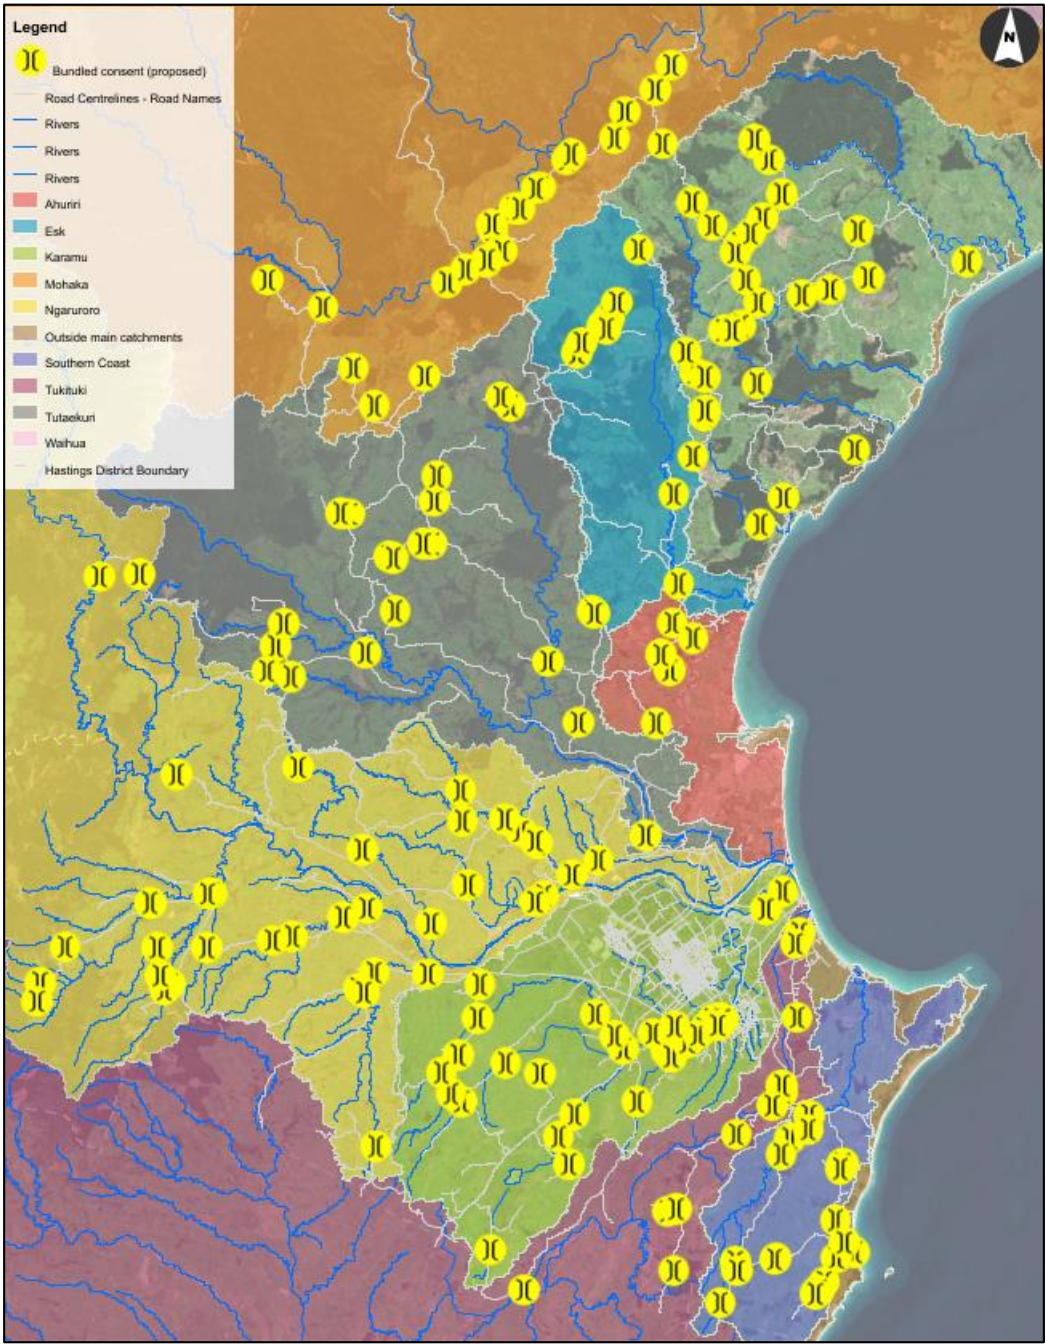 Legend
Bundled consent (proposed)
Road Centrelines - Road Names
Rivers
Rivers
Rivers
Ahuriri
Esk
Karamu
Mohaka
Ngaruroro
Outside main catchments
Southern Coast
Tukituki
Tutaekuri
Waihua
Hastings District Boundary
N